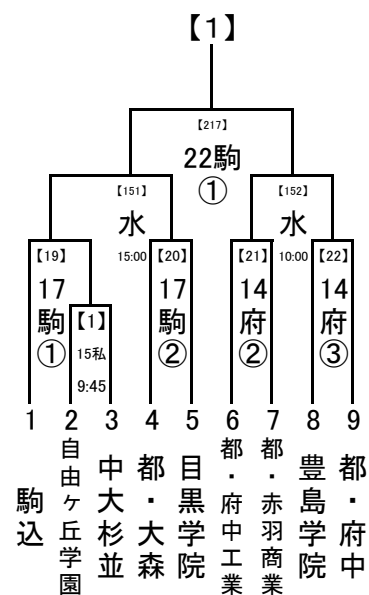 【1】
【217】
22駒
①
【151】
水
15:00
【152】
水
10:00
【19】
17
駒
①
【20】
17
駒
②
【21】
14
府
②
【22】
14
府
③
【1】
15私
9:45
1 2 3 4 5 6 7 8 9
駒込
自由ヶ丘学園
中大杉並
都・大森
目黒学院
都・府中工業
都・赤羽商業
豊島学院
都・府中